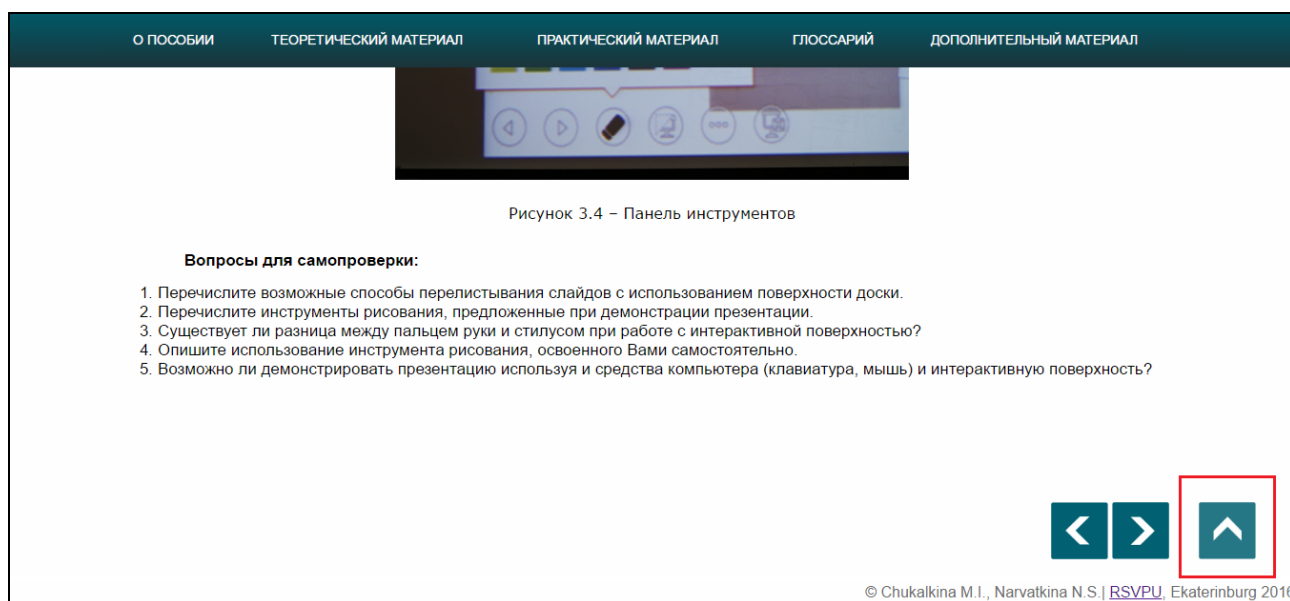 О ПОСОБИИ ТЕОРЕТИЧЕСКИЙ МАТЕРИАЛ ПРАКТИЧЕСКИЙ МАТЕРИАЛ ГЛОССАРИЙ ДОПОЛНИТЕЛЬНЫЙ МАТЕРИАЛ
Рисунок 3.4 – Панель инструментов
Вопросы для самопроверки:
1. Перечислите возможные способы перелистывания слайдов с использованием поверхности доски.
2. Перечислите инструменты рисования, предложенные при демонстрации презентации.
3. Существует ли разница между пальцем руки и стилусом при работе с интерактивной поверхностью?
4. Опишите использование инструмента рисования, освоенного Вами самостоятельно.
5. Возможно ли демонстрировать презентацию используя и средства компьютера (клавиатура, мышь) и интерактивную поверхность?
© Chukalkina M.I., Narvatkina N.S.| RSVPU, Ekaterinburg 2016